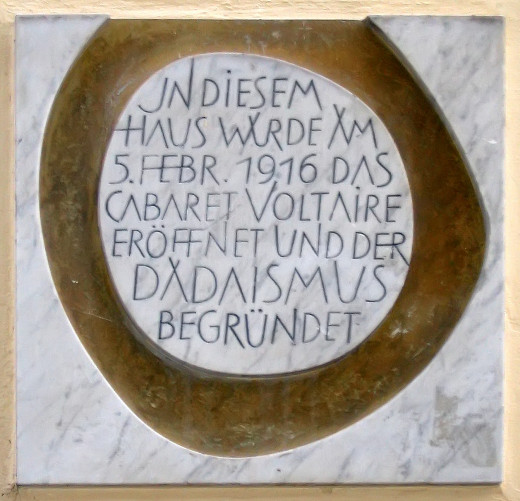 IN DIESEM
HAUS WURDE AM
5. FEBR. 1916 DAS
CABARET VOLTAIRE
ERÖFFNET UND DER
DADAISMUS
BEGRÜNDET